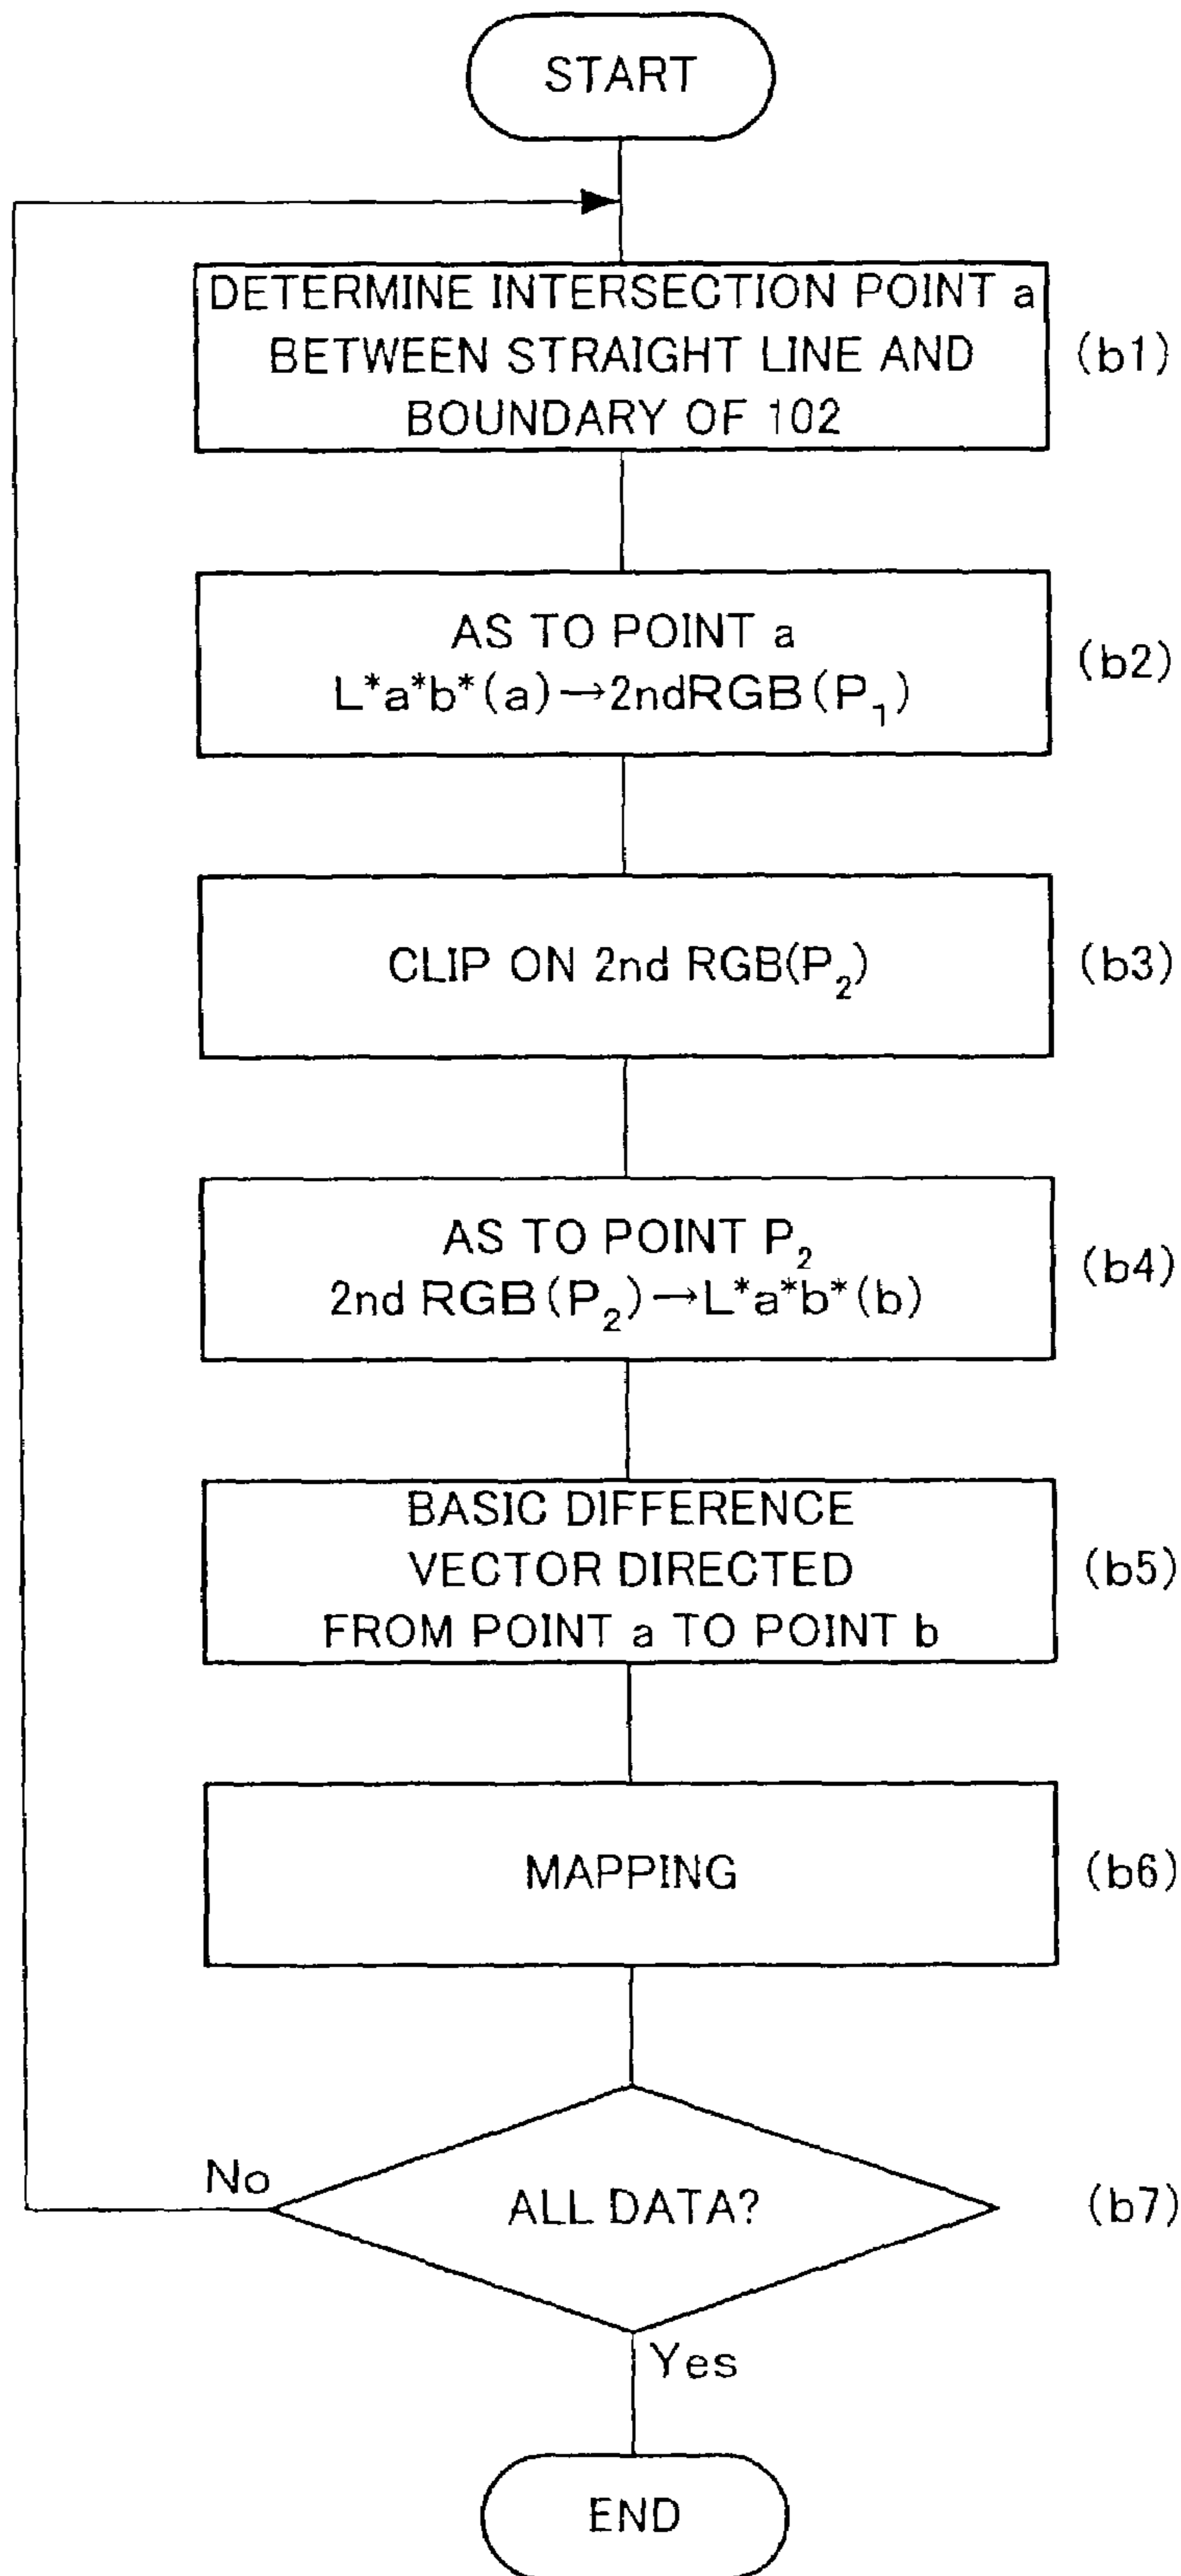 START
DETERMINE INTERSECTION POINT a
BETWEEN STRAIGHT LINE AND
BOUNDARY OF 102
(b1)
AS TO POINT a
L*a*b*(a)→2ndRGB(P₁)
(b2)
CLIP ON 2nd RGB(P₂)
(b3)
AS TO POINT P₂
2nd RGB(P₂)→L*a*b*(b)
(b4)
BASIC DIFFERENCE
VECTOR DIRECTED
FROM POINT a TO POINT b
(b5)
MAPPING
(b6)
No
ALL DATA?
(b7)
Yes
END